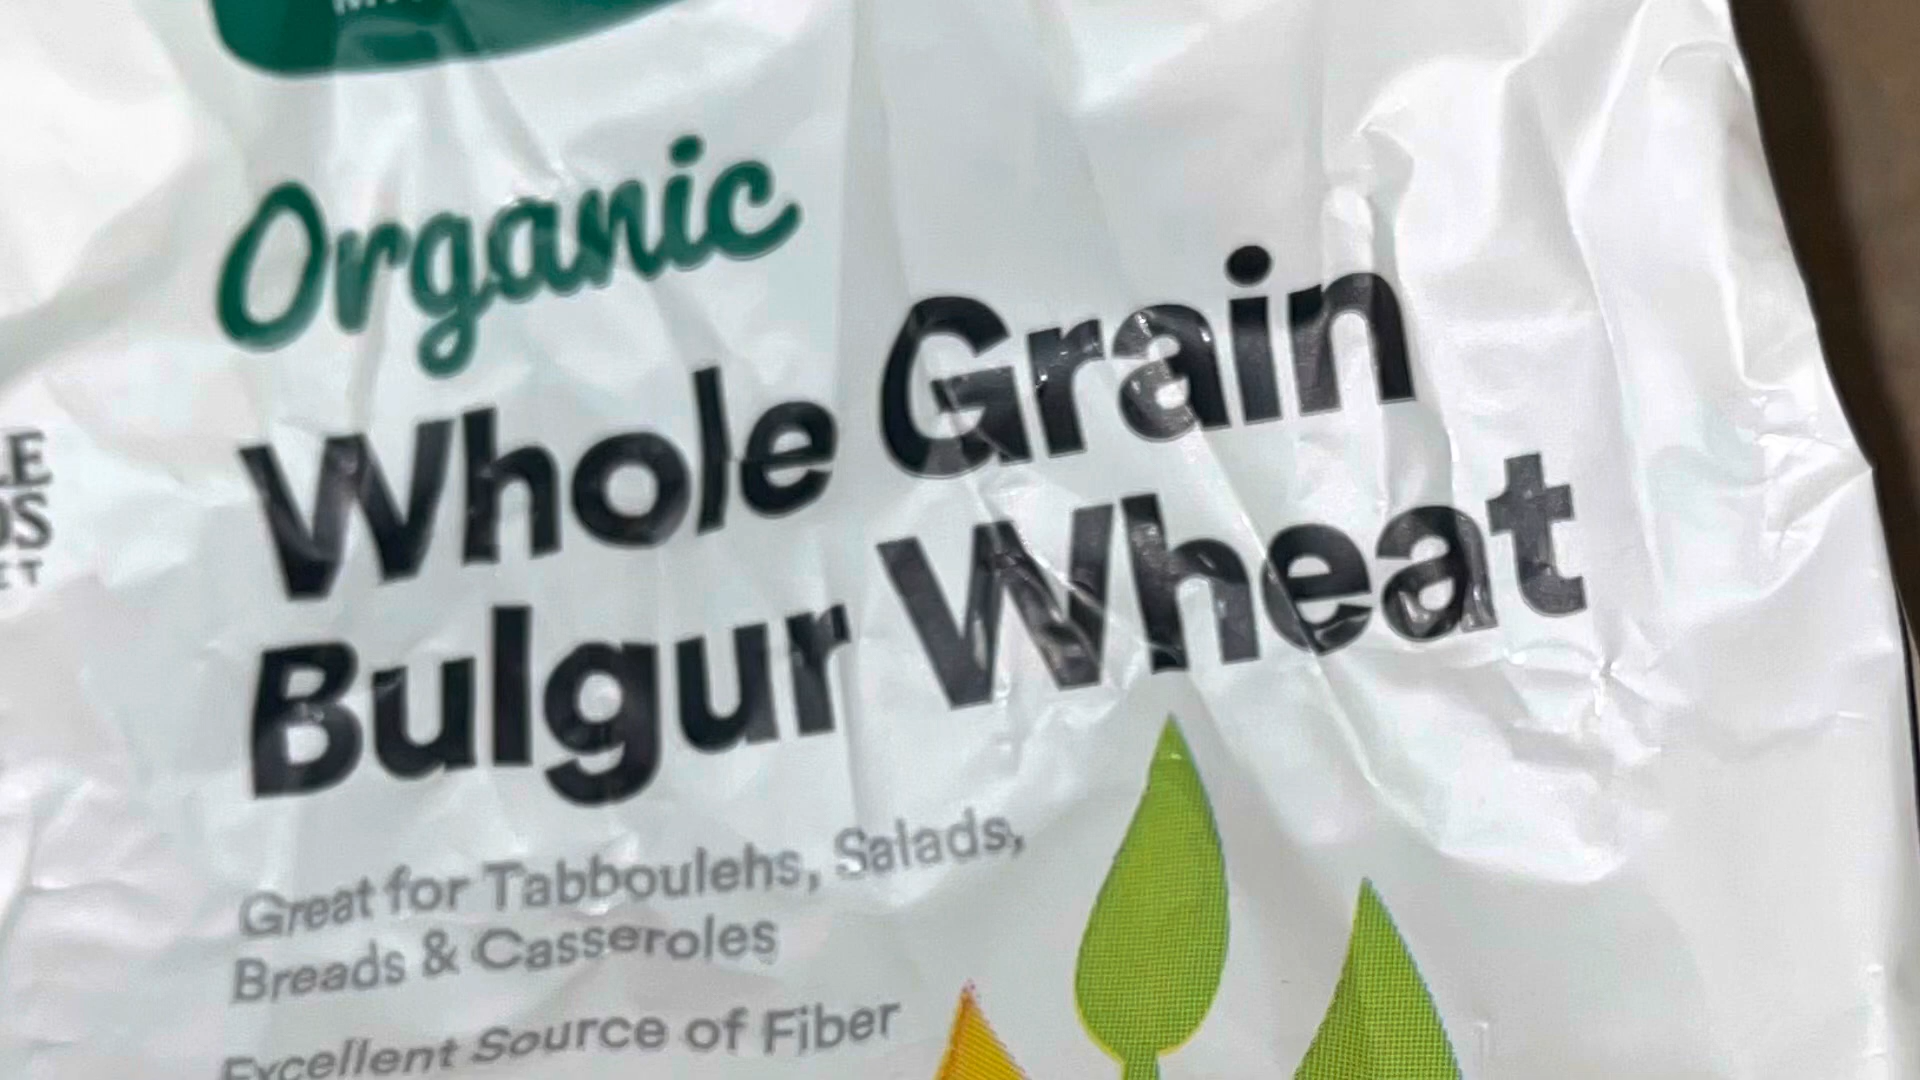 Organic
Whole Grain
Bulgur Wheat
Great for Tabboulehs, Salads,
Breads & Casseroles
Excellent Source of Fiber